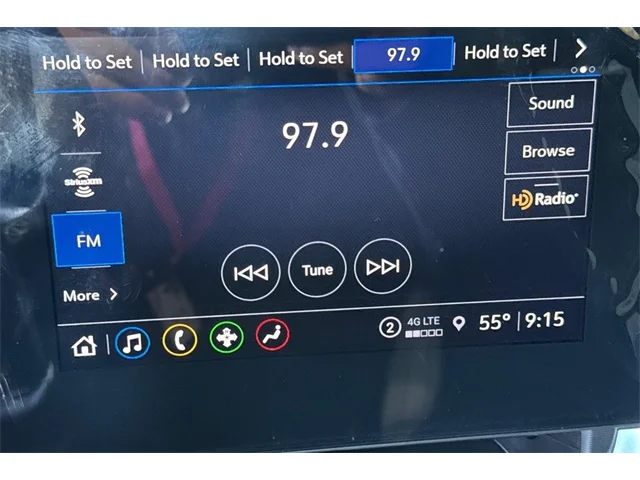 Hold to Set Hold to Set Hold to Set 97.9 Hold to Set
Sound
97.9
Browse
SiriusXM
HD Radio
FM
Tune
More
2 4G LTE 55° 9:15